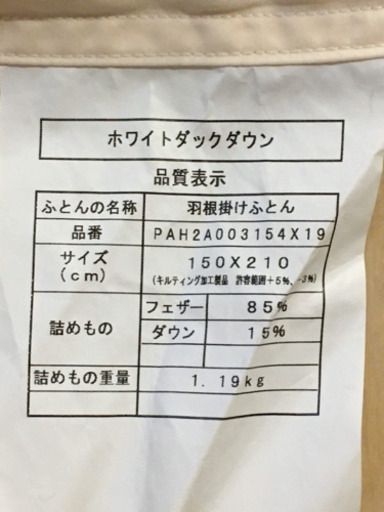 ホワイトダックダウン
品質表示
ふとんの名称 羽根掛けふとん
品番 PAH2A003154X19
サイズ 150X210
(cm) (キルティング加工製品 許容範囲+5%、-3%)
フェザー 85%
詰めもの ダウン 15%
詰めもの重量 1.19kg